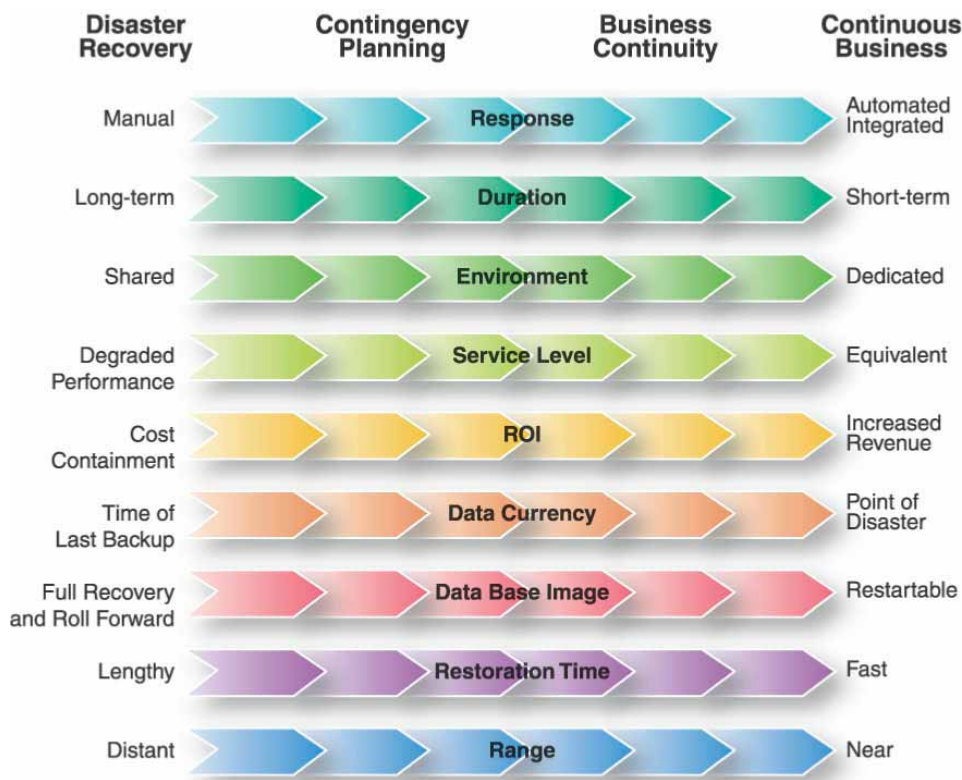 Disaster
Recovery
Contingency
Planning
Business
Continuity
Continuous
Business
Manual
Response
Automated
Integrated
Long-term
Duration
Short-term
Shared
Environment
Dedicated
Degraded
Performance
Service Level
Equivalent
Cost
Containment
ROI
Increased
Revenue
Time of
Last Backup
Data Currency
Point of
Disaster
Full Recovery
and Roll Forward
Data Base Image
Restartable
Lengthy
Restoration Time
Fast
Distant
Range
Near